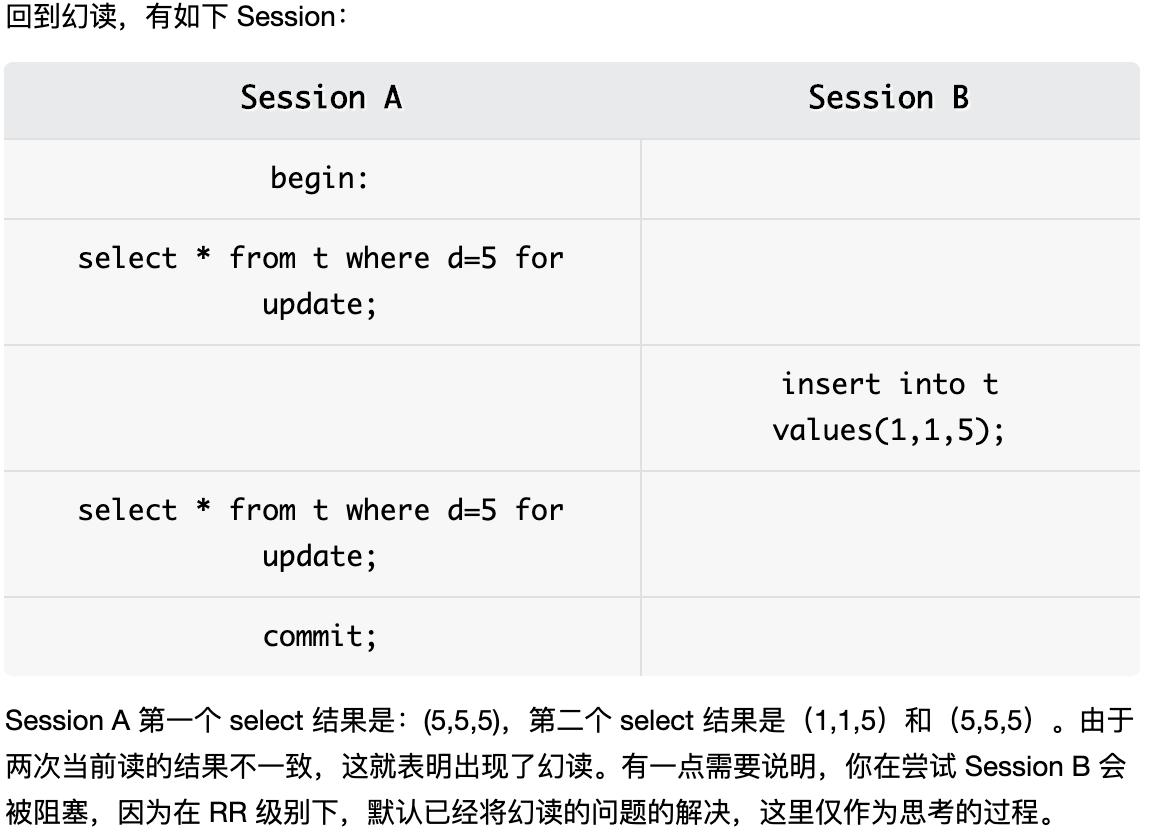 回到幻读，有如下 Session：
Session A
Session B
begin:
select * from t where d=5 for
update;
insert into t
values(1,1,5);
select * from t where d=5 for
update;
commit;
Session A 第一个 select 结果是：(5,5,5)，第二个 select 结果是（1,1,5）和（5,5,5）。由于
两次当前读的结果不一致，这就表明出现了幻读。有一点需要说明，你在尝试 Session B 会
被阻塞，因为在 RR 级别下，默认已经将幻读的问题的解决，这里仅作为思考的过程。